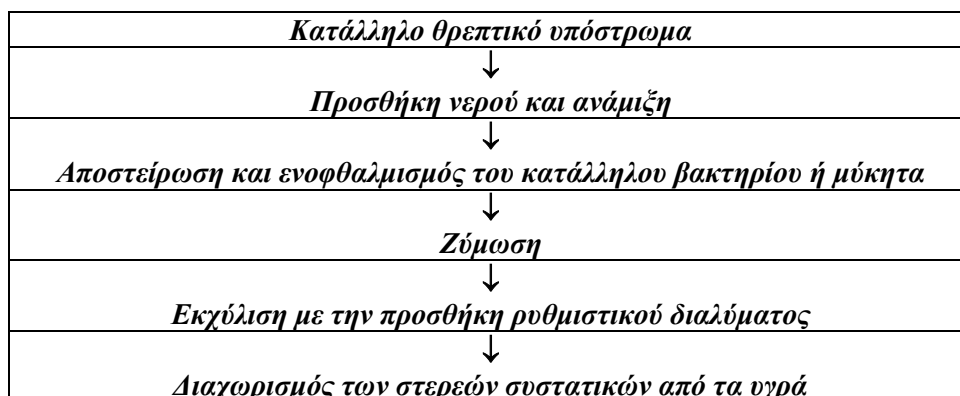 Κατάλληλο θρεπτικό υπόστρωμα
↓
Προσθήκη νερού και ανάμιξη
↓
Αποστείρωση και ενοφθαλμισμός του κατάλληλου βακτηρίου ή μύκητα
↓
Ζύμωση
↓
Εκχύλιση με την προσθήκη ρυθμιστικού διαλύματος
↓
Διαχωρισμός των στερεών συστατικών από τα υγρά